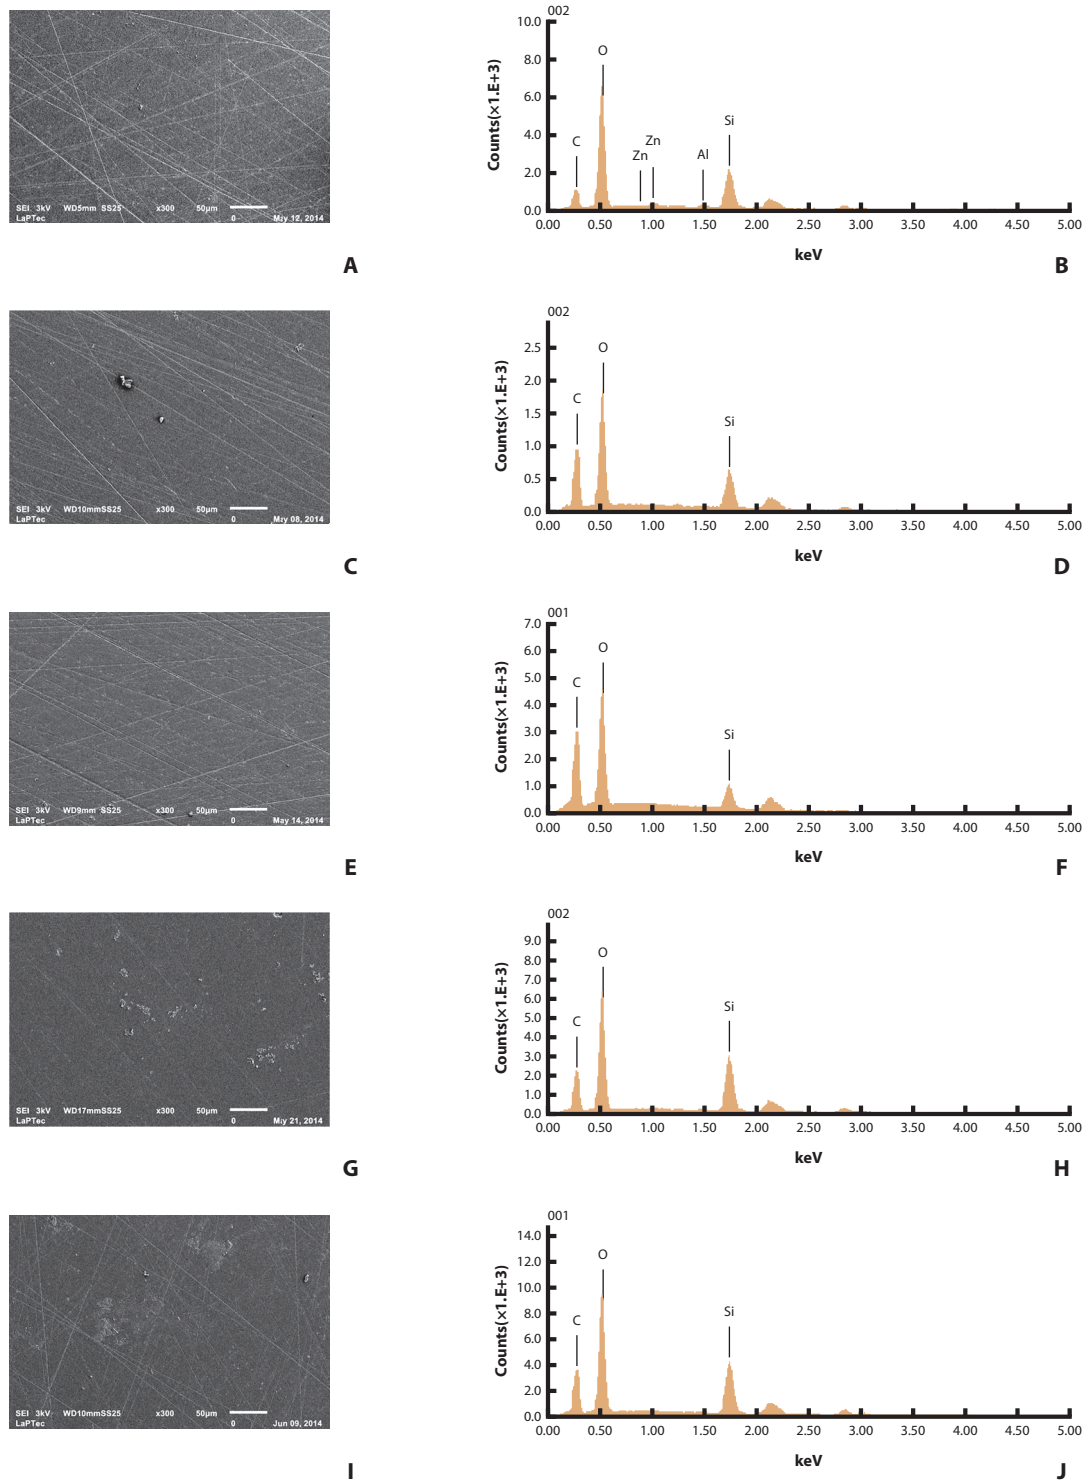 SEI 3kV WD5mm SS25 x300 50µm
LaPTec 0 May 12, 2014
A
002
10.0
8.0
6.0
4.0
2.0
0.0
Counts(×1.E+3)
C
O
Zn
Zn
Al
Si
0.00 0.50 1.00 1.50 2.00 2.50 3.00 3.50 4.00 4.50 5.00
keV
B
SEI 3kV WD10mmSS25 x300 50µm
LaPTec 0 May 08, 2014
C
002
2.5
2.0
1.5
1.0
0.5
0.0
Counts(×1.E+3)
C
O
Si
0.00 0.50 1.00 1.50 2.00 2.50 3.00 3.50 4.00 4.50 5.00
keV
D
SEI 3kV WD9mm SS25 x300 50µm
LaPTec 0 May 14, 2014
E
001
7.0
6.0
5.0
4.0
3.0
2.0
1.0
0.0
Counts(×1.E+3)
C
O
Si
0.00 0.50 1.00 1.50 2.00 2.50 3.00 3.50 4.00 4.50 5.00
keV
F
SEI 3kV WD17mmSS25 x300 50µm
LaPTec 0 May 21, 2014
G
002
9.0
8.0
7.0
6.0
5.0
4.0
3.0
2.0
1.0
0.0
Counts(×1.E+3)
C
O
Si
0.00 0.50 1.00 1.50 2.00 2.50 3.00 3.50 4.00 4.50 5.00
keV
H
SEI 3kV WD10mmSS25 x300 50µm
LaPTec 0 Jun 09, 2014
I
001
14.0
12.0
10.0
8.0
6.0
4.0
2.0
0.0
Counts(×1.E+3)
C
O
Si
0.00 0.50 1.00 1.50 2.00 2.50 3.00 3.50 4.00 4.50 5.00
keV
J